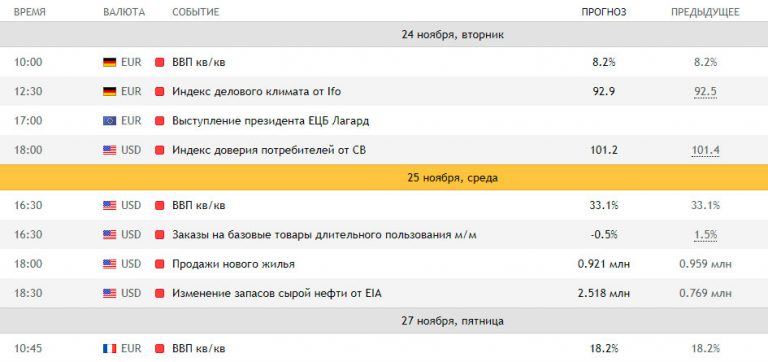 ВРЕМЯ ВАЛЮТА СОБЫТИЕ ПРОГНОЗ ПРЕДЫДУЩЕЕ
24 ноября, вторник
10:00 EUR ВВП кв/кв 8.2% 8.2%
12:30 EUR Индекс делового климата от Ifo 92.9 92.5
17:00 EUR Выступление президента ЕЦБ Лагард
18:00 USD Индекс доверия потребителей от CB 101.2 101.4
25 ноября, среда
16:30 USD ВВП кв/кв 33.1% 33.1%
16:30 USD Заказы на базовые товары длительного пользования м/м -0.5% 1.5%
18:00 USD Продажи нового жилья 0.921 млн 0.959 млн
18:30 USD Изменение запасов сырой нефти от EIA 2.518 млн 0.769 млн
27 ноября, пятница
10:45 EUR ВВП кв/кв 18.2% 18.2%